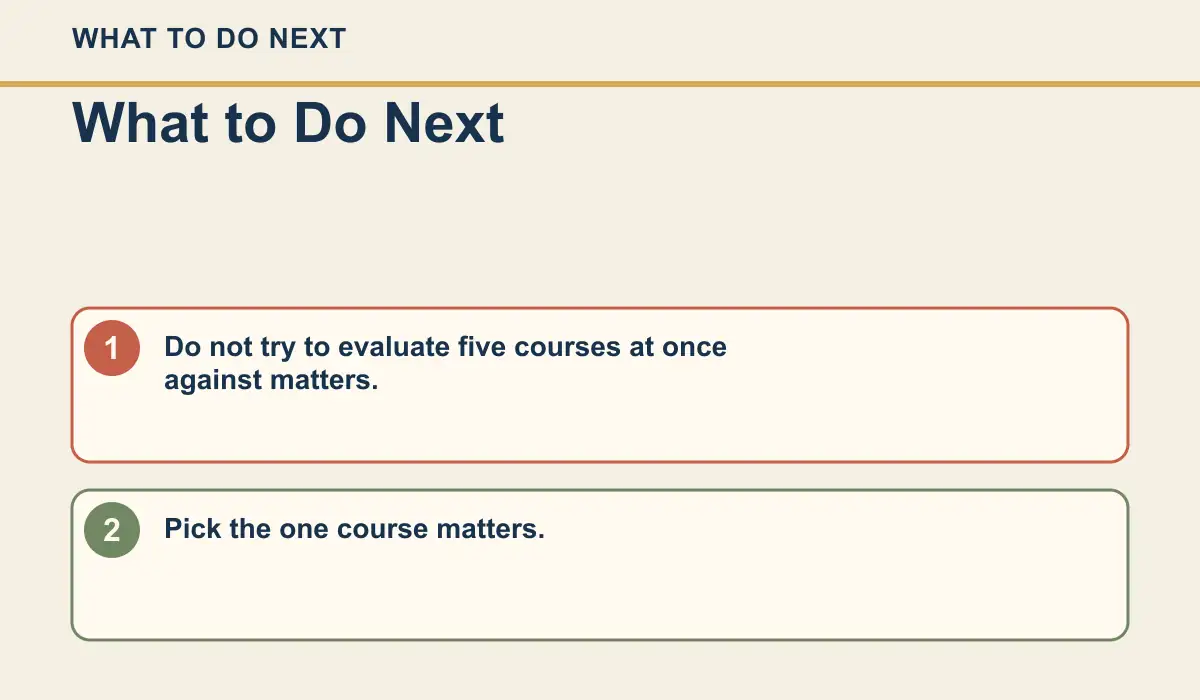 WHAT TO DO NEXT
What to Do Next
1
Do not try to evaluate five courses at once
against matters.
2
Pick the one course matters.